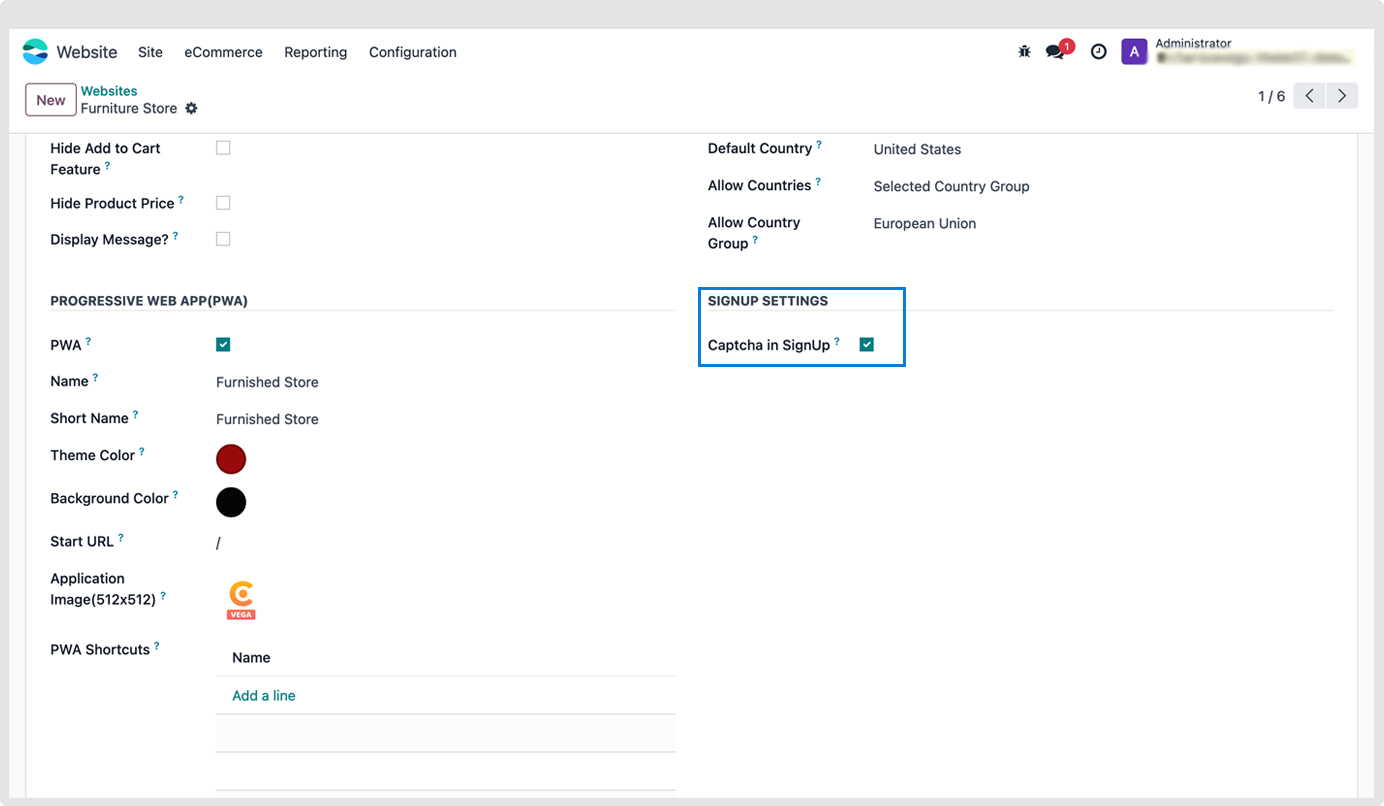 Website Site eCommerce Reporting Configuration 1 A Administrator
New Websites
Furniture Store 1 / 6
Hide Add to Cart
Feature ?
Hide Product Price ?
Display Message? ?
Default Country ? United States
Allow Countries ? Selected Country Group
Allow Country
Group ? European Union
PROGRESSIVE WEB APP(PWA)
PWA ?
Name ? Furnished Store
Short Name ? Furnished Store
Theme Color ?
Background Color ?
Start URL ? /
Application
Image(512x512) ?
VEGA
PWA Shortcuts ?
Name
Add a line
SIGNUP SETTINGS
Captcha in SignUp ?